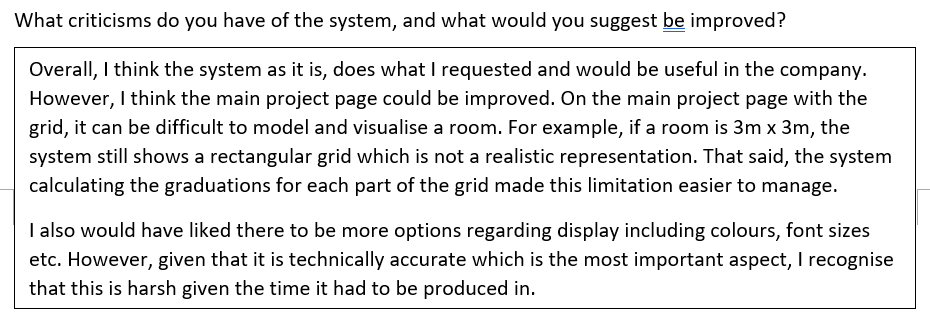 What criticisms do you have of the system, and what would you suggest be improved?
Overall, I think the system as it is, does what I requested and would be useful in the company.
However, I think the main project page could be improved. On the main project page with the
grid, it can be difficult to model and visualise a room. For example, if a room is 3m x 3m, the
system still shows a rectangular grid which is not a realistic representation. That said, the system
calculating the graduations for each part of the grid made this limitation easier to manage.
I also would have liked there to be more options regarding display including colours, font sizes
etc. However, given that it is technically accurate which is the most important aspect, I recognise
that this is harsh given the time it had to be produced in.